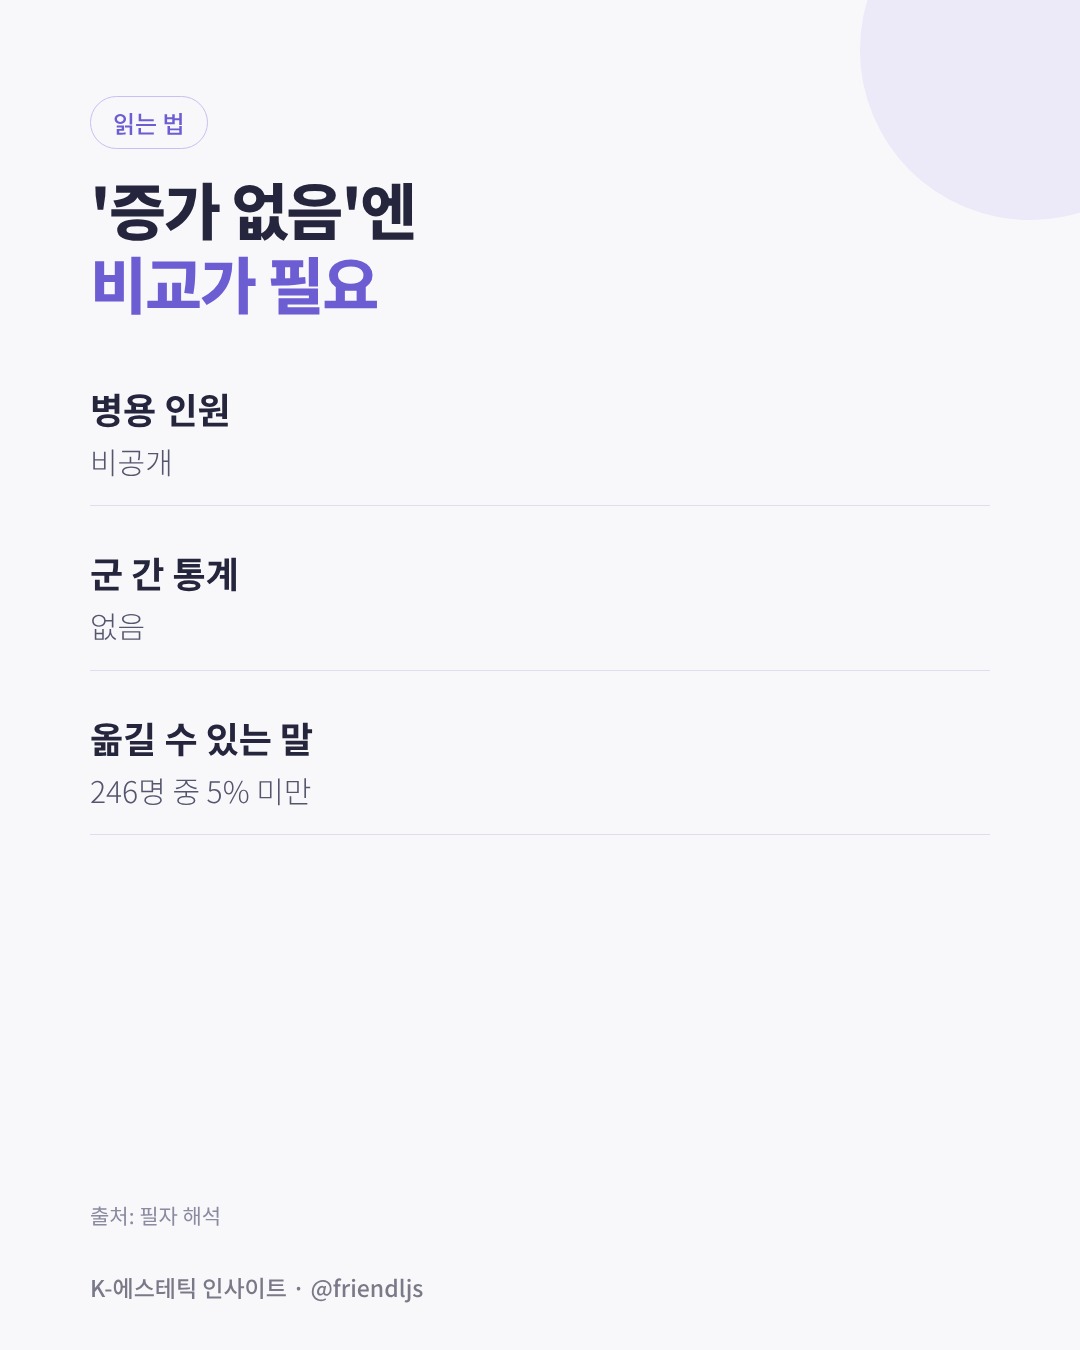 읽는 법
'증가 없음'엔
비교가 필요
병용 인원
비공개
군 간 통계
없음
옮길 수 있는 말
246명 중 5% 미만
출처: 필자 해석
K-에스테틱 인사이트 · @friendljs